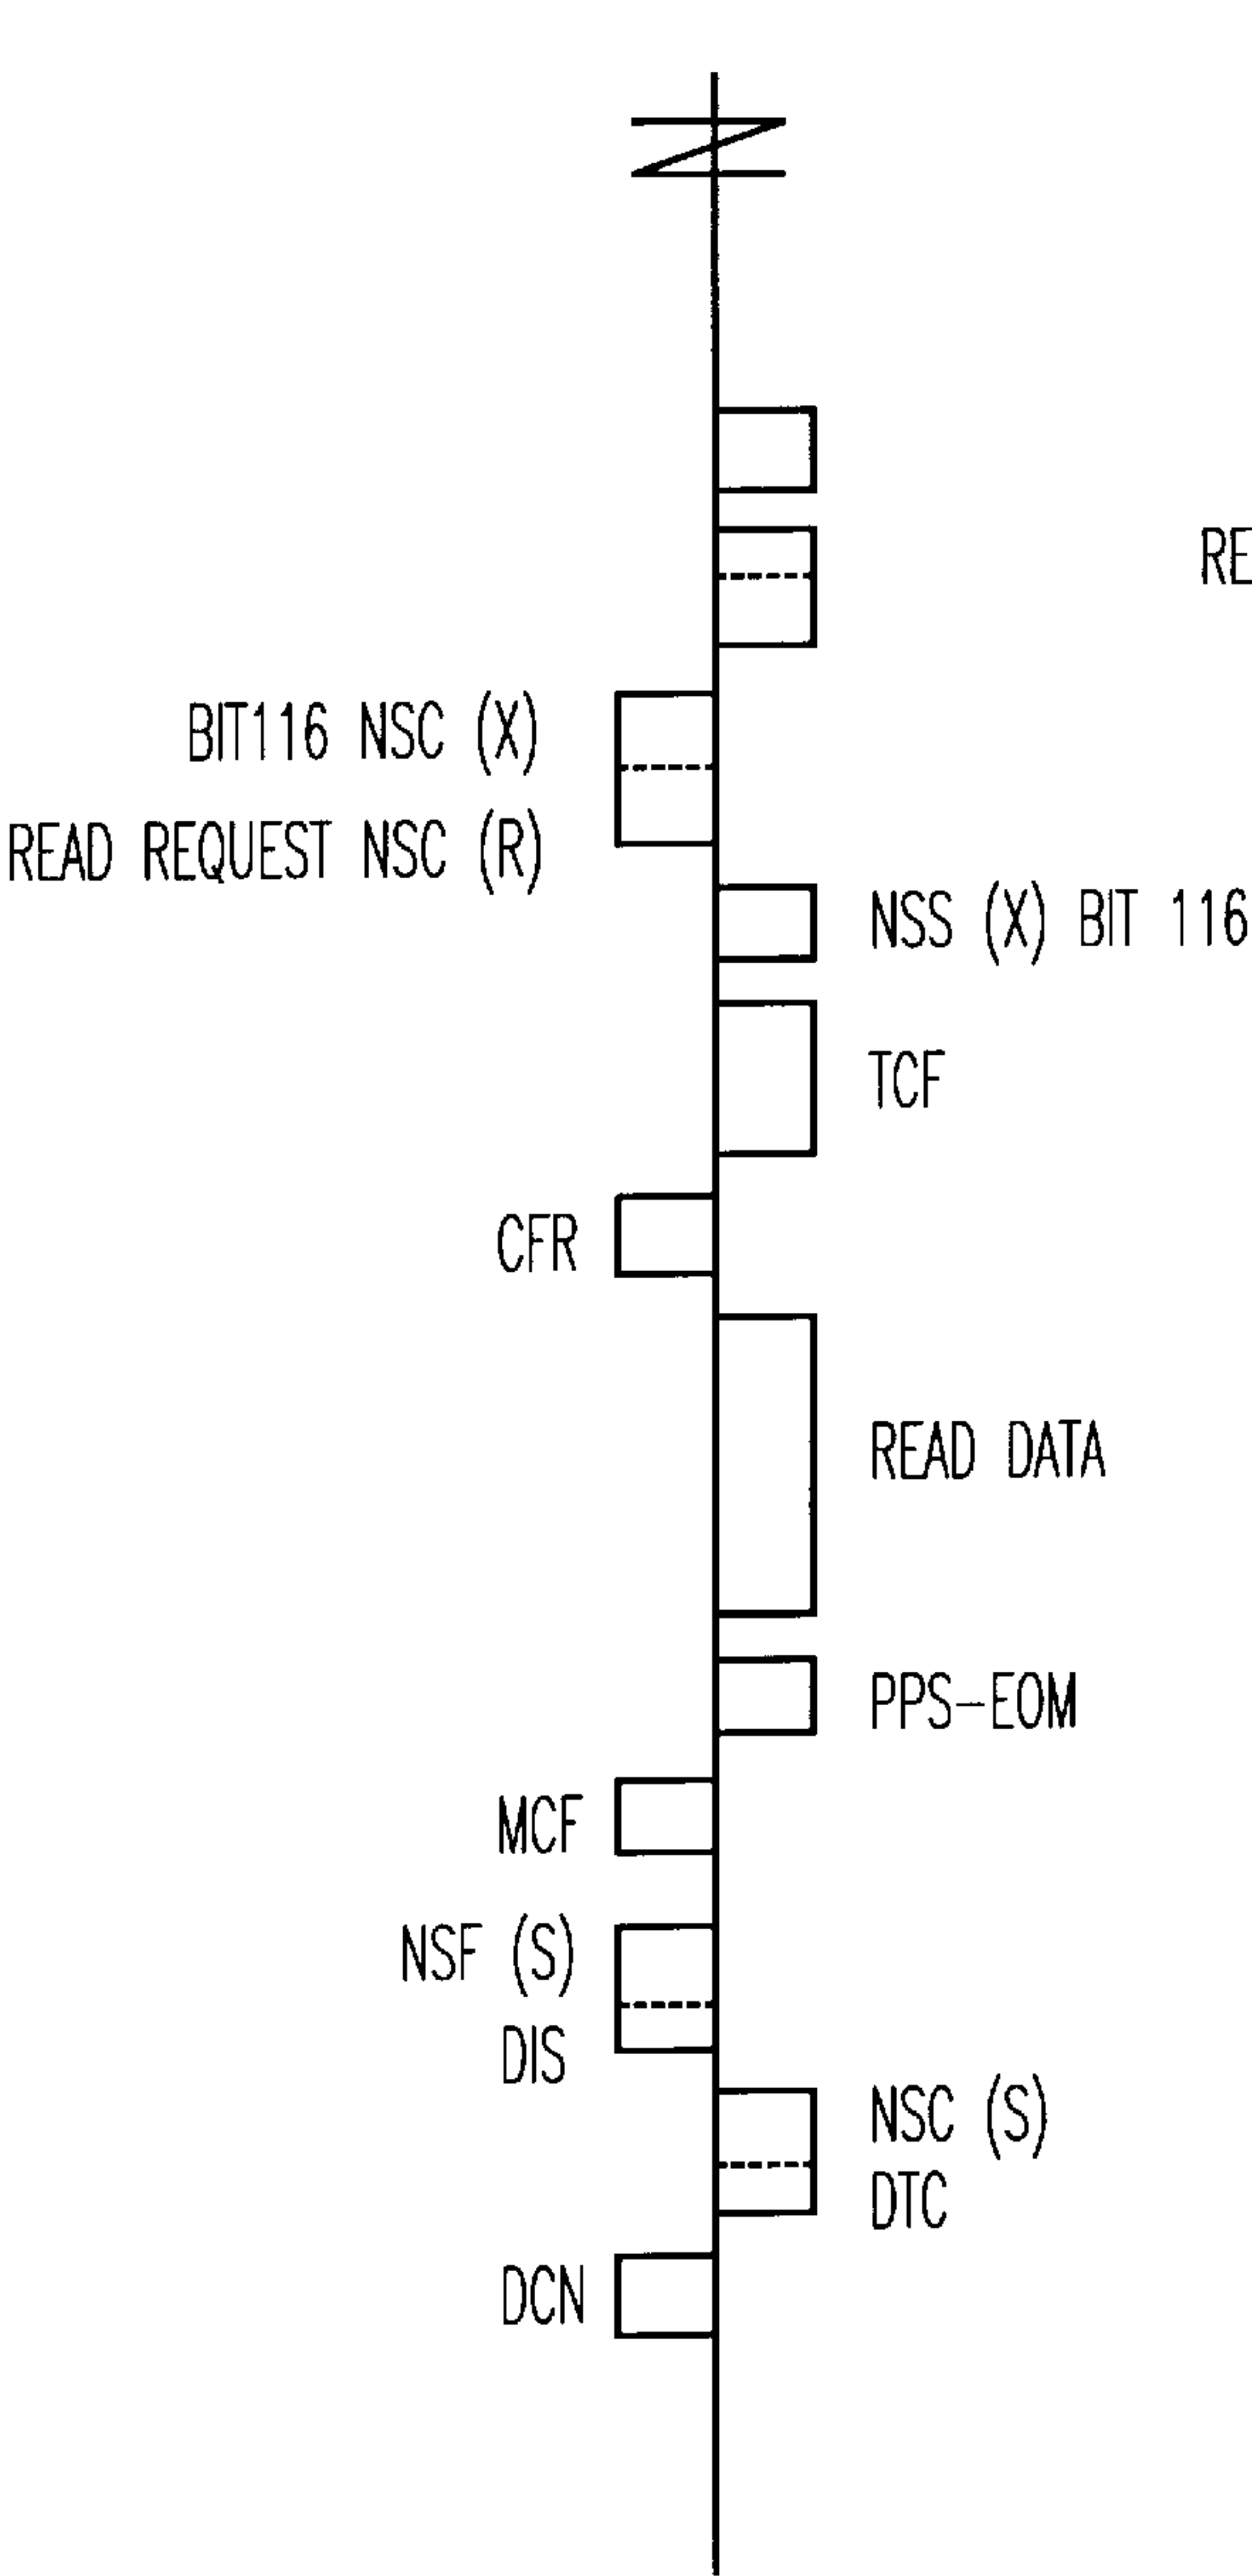 BIT116 NSC (X)
READ REQUEST NSC (R)
NSS (X) BIT 116
TCF
CFR
READ DATA
PPS-EOM
MCF
NSF (S)
DIS
NSC (S)
DTC
DCN